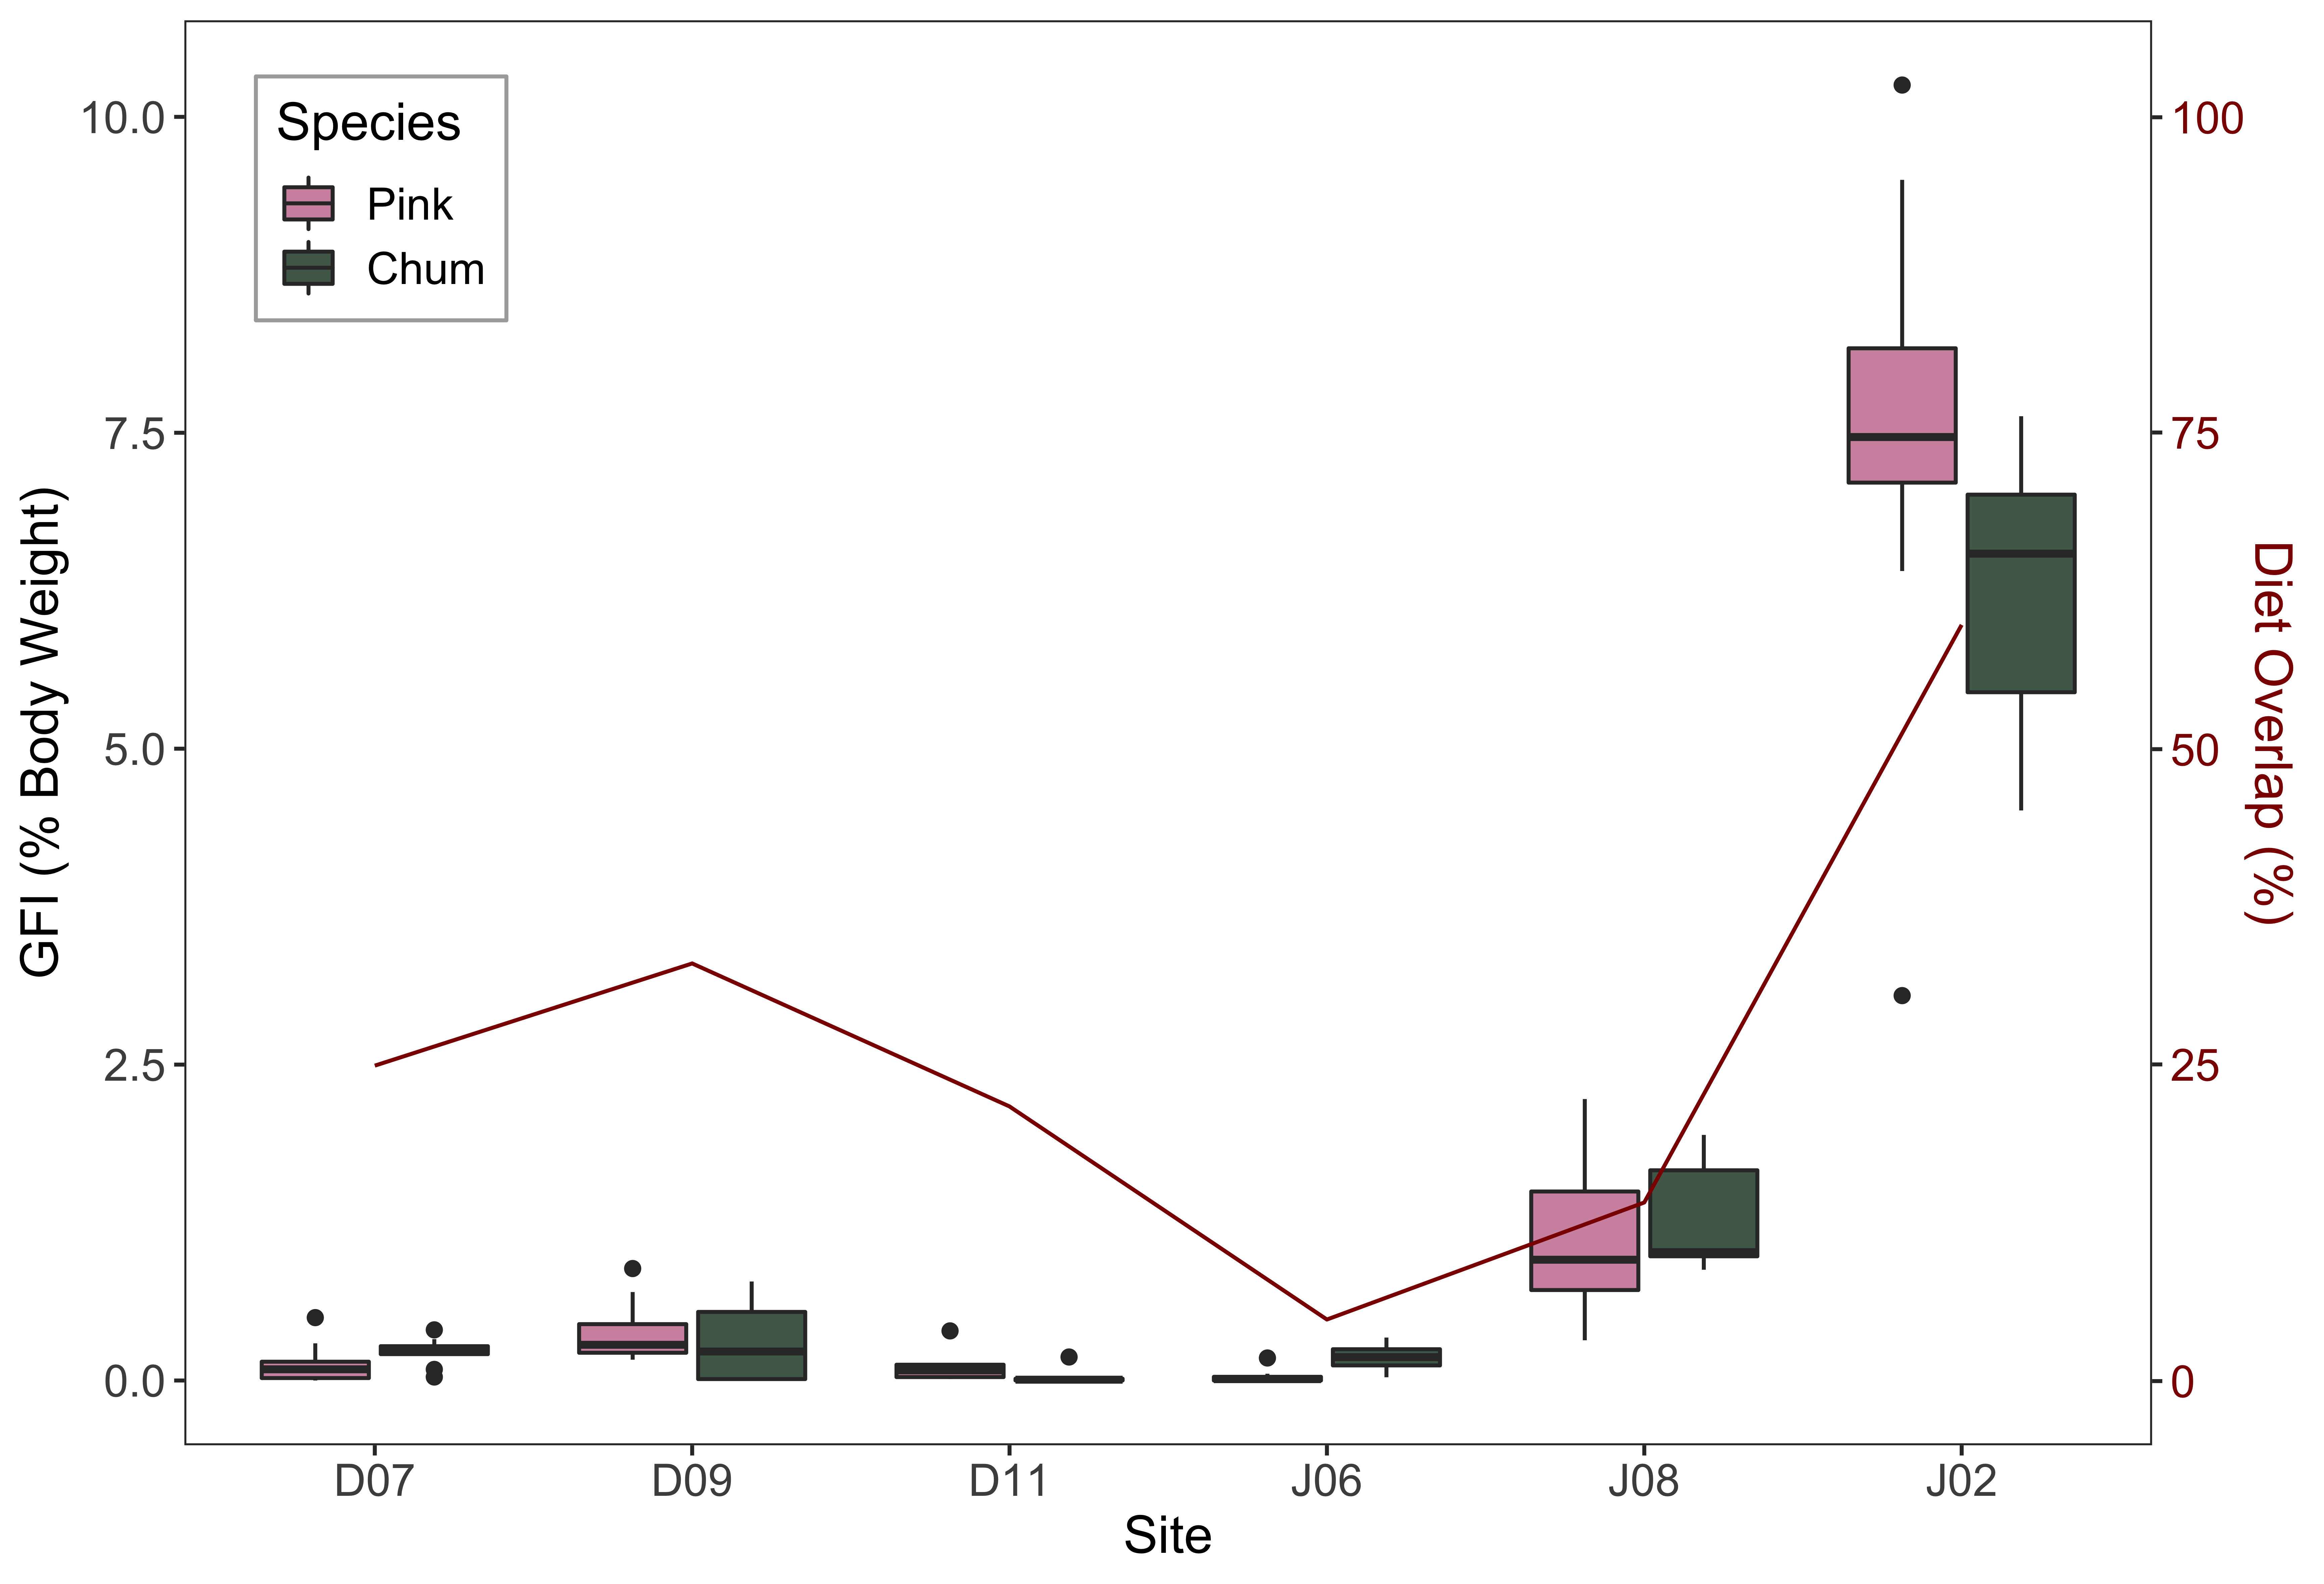 Species
Pink
Chum
10.0
7.5
5.0
2.5
0.0
GFI (% Body Weight)
100
75
50
25
0
Diet Overlap (%)
D07 D09 D11 J06 J08 J02
Site